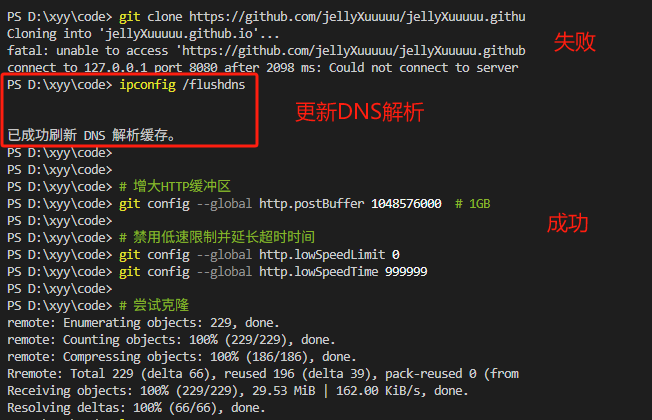 PS D:\xyy\code> git clone https://github.com/jellyXuuuuu/jellyXuuuuu.githu
Cloning into 'jellyXuuuuu.github.io'...
fatal: unable to access 'https://github.com/jellyXuuuuu/jellyXuuuuu.github
connect to 127.0.0.1 port 8080 after 2098 ms: Could not connect to server
失败
PS D:\xyy\code> ipconfig /flushdns
更新DNS解析
已成功刷新 DNS 解析缓存。
PS D:\xyy\code>
PS D:\xyy\code>
PS D:\xyy\code> # 增大HTTP缓冲区
PS D:\xyy\code> git config --global http.postBuffer 1048576000  # 1GB
成功
PS D:\xyy\code>
PS D:\xyy\code> # 禁用低速限制并延长超时时间
PS D:\xyy\code> git config --global http.lowSpeedLimit 0
PS D:\xyy\code> git config --global http.lowSpeedTime 999999
PS D:\xyy\code>
PS D:\xyy\code> # 尝试克隆
remote: Enumerating objects: 229, done.
remote: Counting objects: 100% (229/229), done.
remote: Compressing objects: 100% (186/186), done.
Rremote: Total 229 (delta 66), reused 196 (delta 39), pack-reused 0 (from
Receiving objects: 100% (229/229), 29.53 MiB | 162.00 KiB/s, done.
Resolving deltas: 100% (66/66), done.